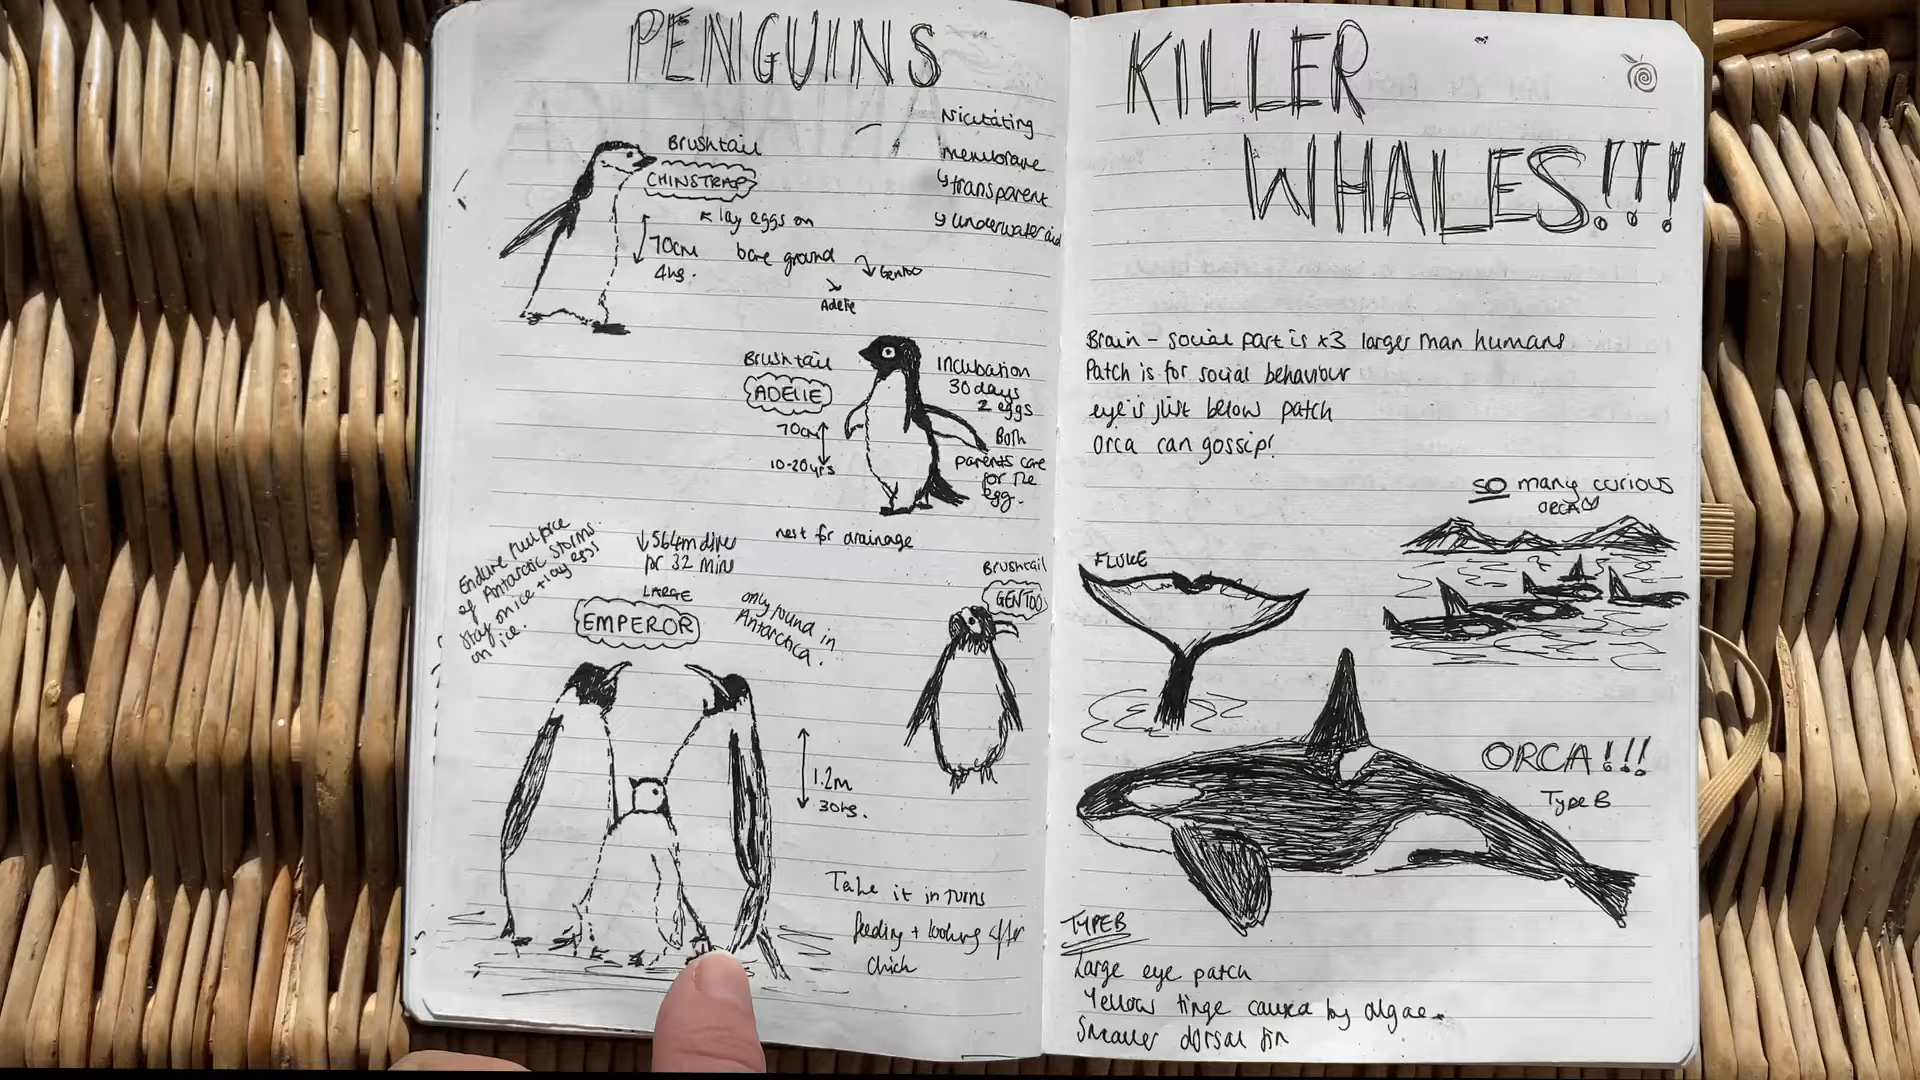 PENGUINS
Nicitating
membrane
↳ transparent
↳ underwater aid
Brushtail
CHINSTRAP
lay eggs on
bare ground
Gentoo
Adelie
70cm
4kg.
Brushtail
ADELIE
70cm
10-20yrs
Incubation
30 days
2 eggs
Both
parents care
for the
egg.
nest for drainage
Endure full force
of Antarctic storms.
Stay on ice + lay eggs
on ice.
↓564m dives
for 32 mins
LARGE
EMPEROR
only found in
Antarctica.
Brushtail
GENTOO
1.2m
30kg.
Take it in turns
feeding + looking after
chick
KILLER
WHALES!!!
Brain - social part is x3 larger than humans
Patch is for social behaviour
eye is just below patch
orca can gossip!
SO many curious
ORCA
FLUKE
ORCA!!!
Type B
TYPE B
Large eye patch
Yellow tinge caused by algae.
Smaller dorsal fin